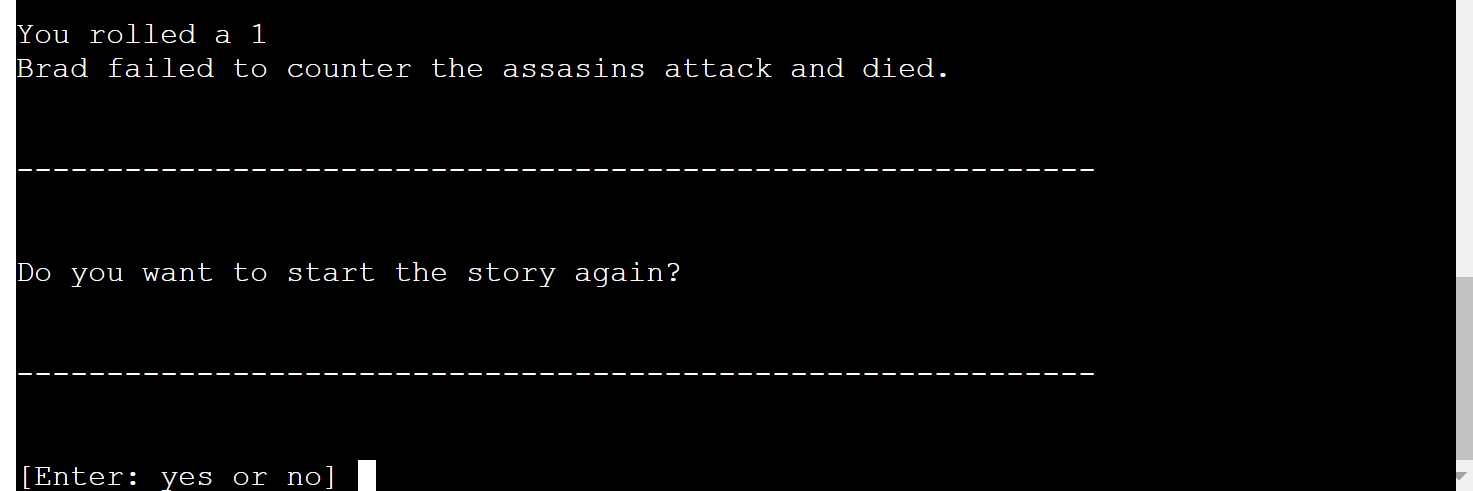 You rolled a 1
Brad failed to counter the assasins attack and died.
------------------------------------------------------------
Do you want to start the story again?
------------------------------------------------------------
[Enter: yes or no]